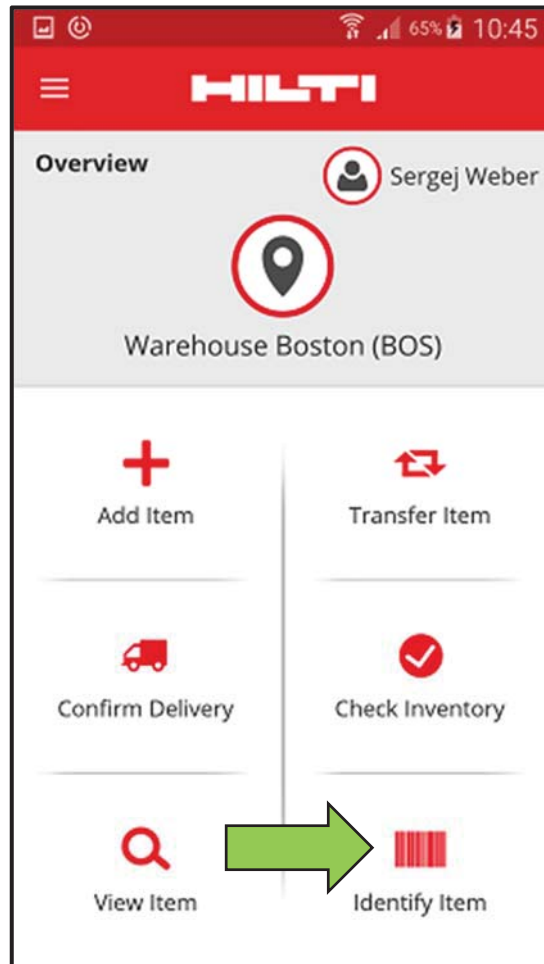 65% 10:45
HILTI
Overview
Sergej Weber
Warehouse Boston (BOS)
Add Item
Transfer Item
Confirm Delivery
Check Inventory
View Item
Identify Item